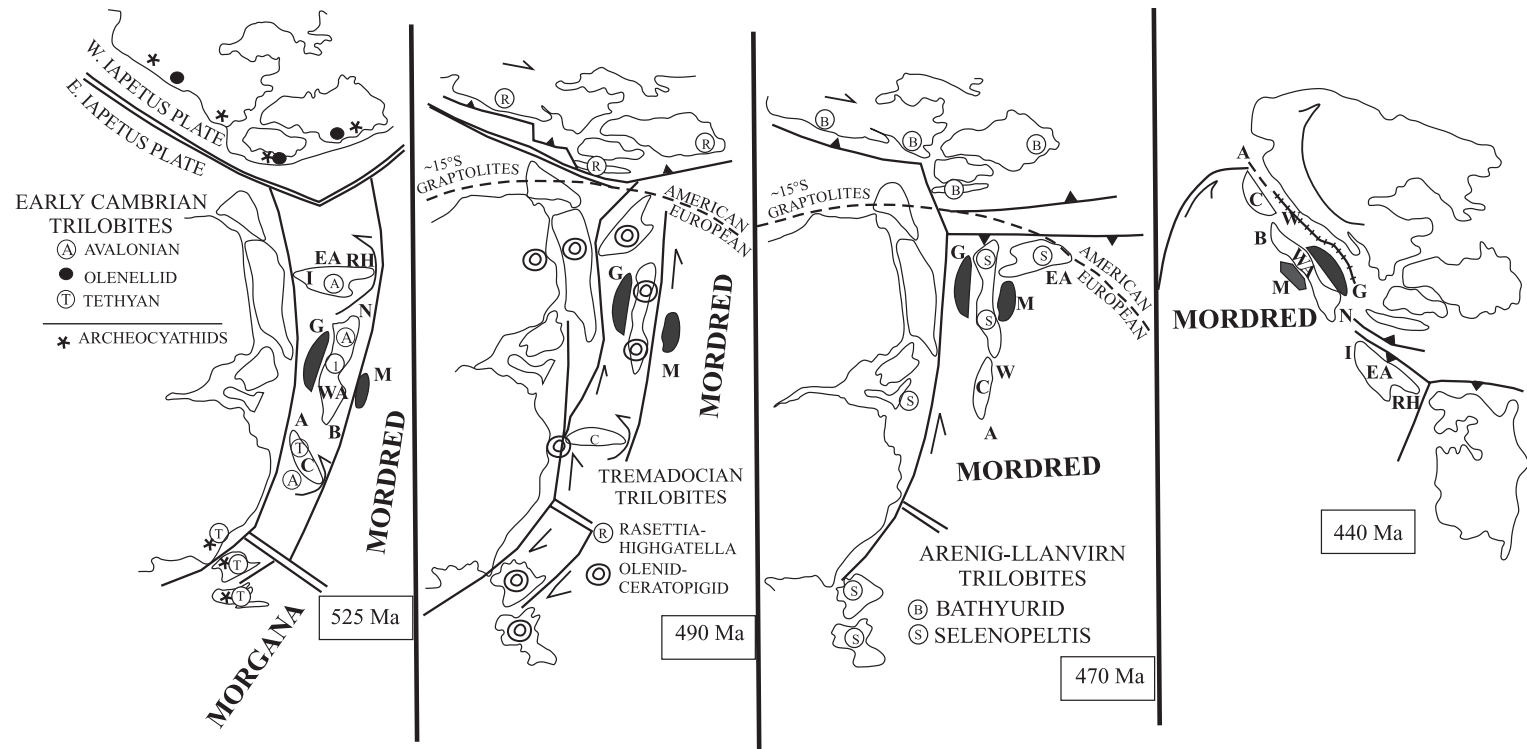 W. IAPETUS PLATE
E. IAPETUS PLATE
EARLY CAMBRIAN
TRILOBITES
A AVALONIAN
OLENELLID
T TETHYAN
* ARCHEOCYATHIDS
EA RH
I
A
N
G
A
1
WA
M
A
B
T
C
A
T
T
T
MORDRED
MORGANA
525 Ma
R
R
R
~15°S
GRAPTOLITES
AMERICAN
EUROPEAN
G
M
C
MORDRED
TREMADOCIAN
TRILOBITES
R RASETTIA-
HIGHGATELLA
OLENID-
CERATOPIGID
490 Ma
B
B
B
B
~15°S
GRAPTOLITES
AMERICAN
EUROPEAN
G
S
S
EA
M
S
W
C
S
A
MORDRED
ARENIG-LLANVIRN
TRILOBITES
B BATHYURID
S SELENOPELTIS
S
S
470 Ma
A
C
W
B
WA
M
G
MORDRED
N
I
EA
RH
440 Ma